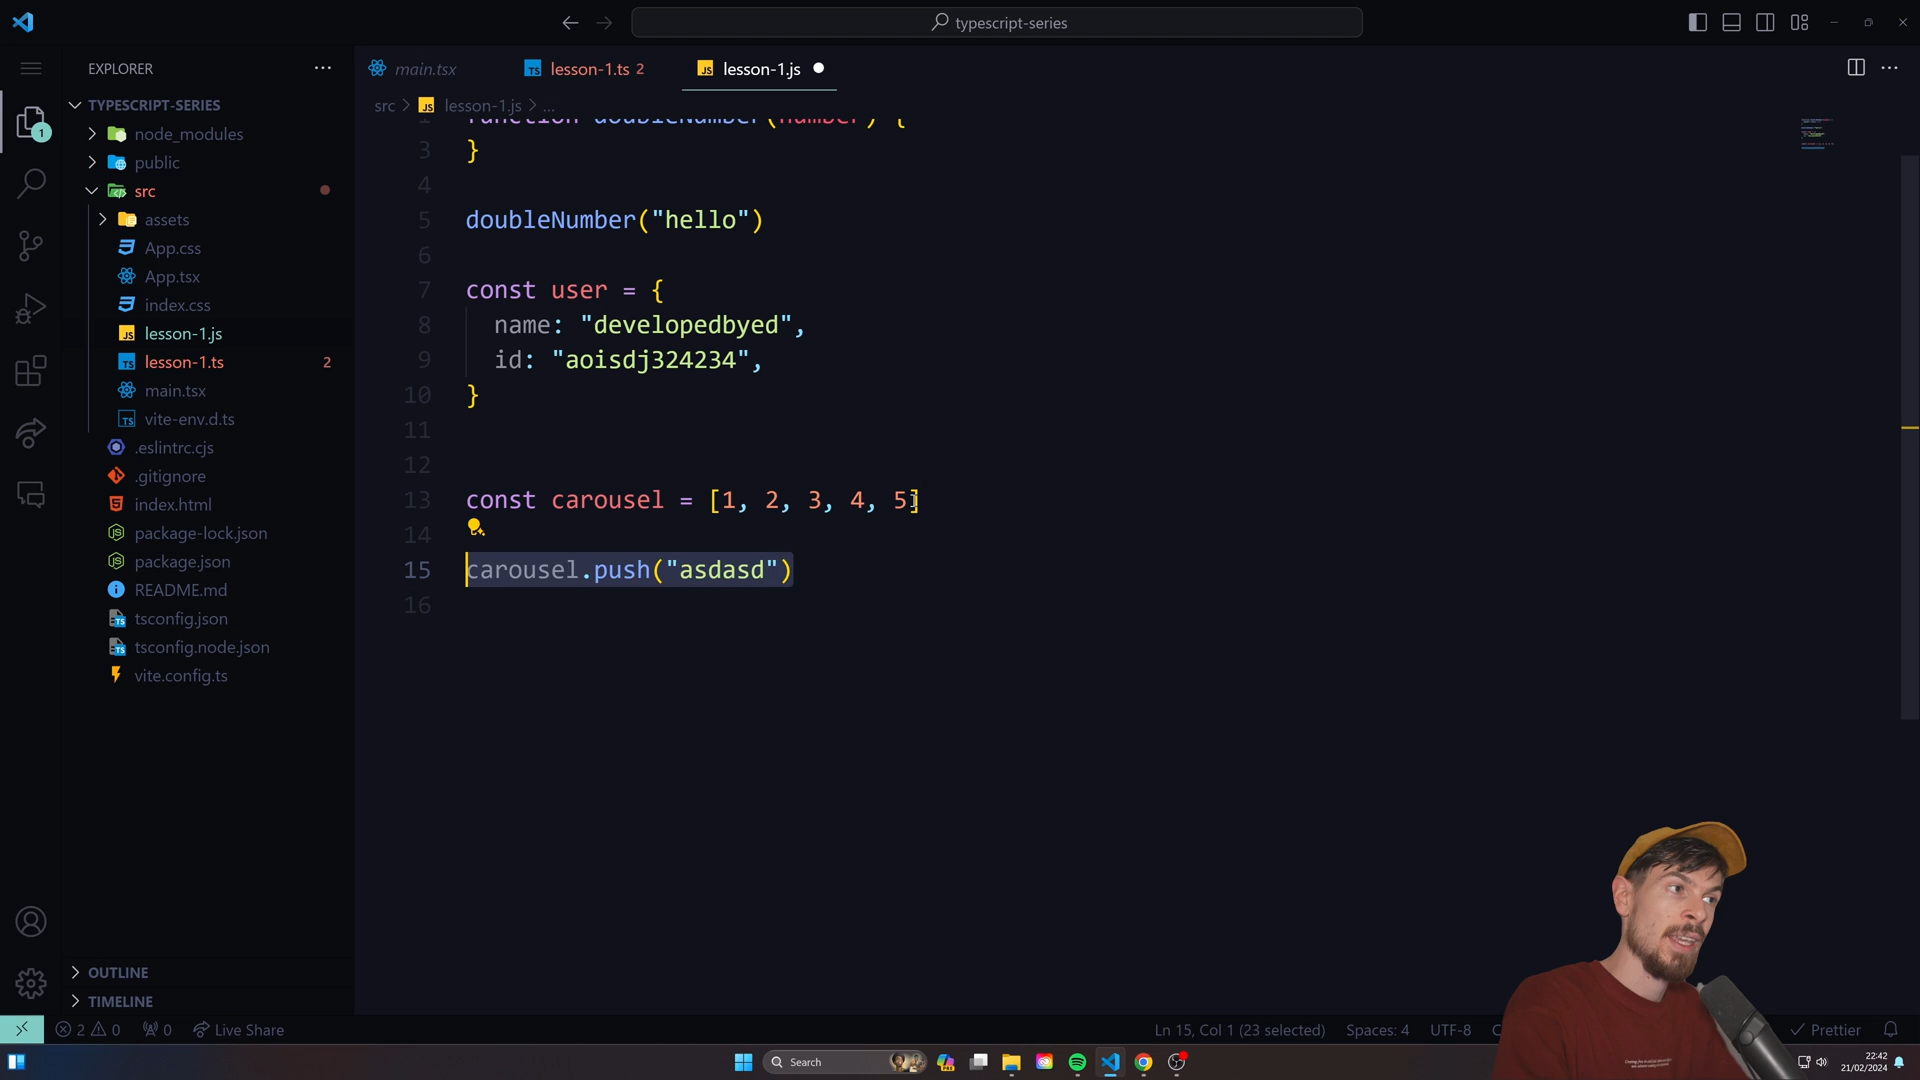 typescript-series
EXPLORER
main.tsx
lesson-1.ts 2
lesson-1.js
src > lesson-1.js > ...
TYPESCRIPT-SERIES
node_modules
public
src
assets
App.css
App.tsx
index.css
lesson-1.js
lesson-1.ts 2
main.tsx
vite-env.d.ts
.eslintrc.cjs
.gitignore
index.html
package-lock.json
package.json
README.md
tsconfig.json
tsconfig.node.json
vite.config.ts
OUTLINE
TIMELINE
1
function doubleNumber(number) {
3 }
4
5 doubleNumber("hello")
6
7 const user = {
8 name: "developedbyed",
9 id: "aoisdj324234",
10 }
11
12
13 const carousel = [1, 2, 3, 4, 5]
14
15 carousel.push("asdasd")
16
2 0 0 Live Share
Ln 15, Col 1 (23 selected) Spaces: 4 UTF-8 Prettier
Search
22:42
21/02/2024